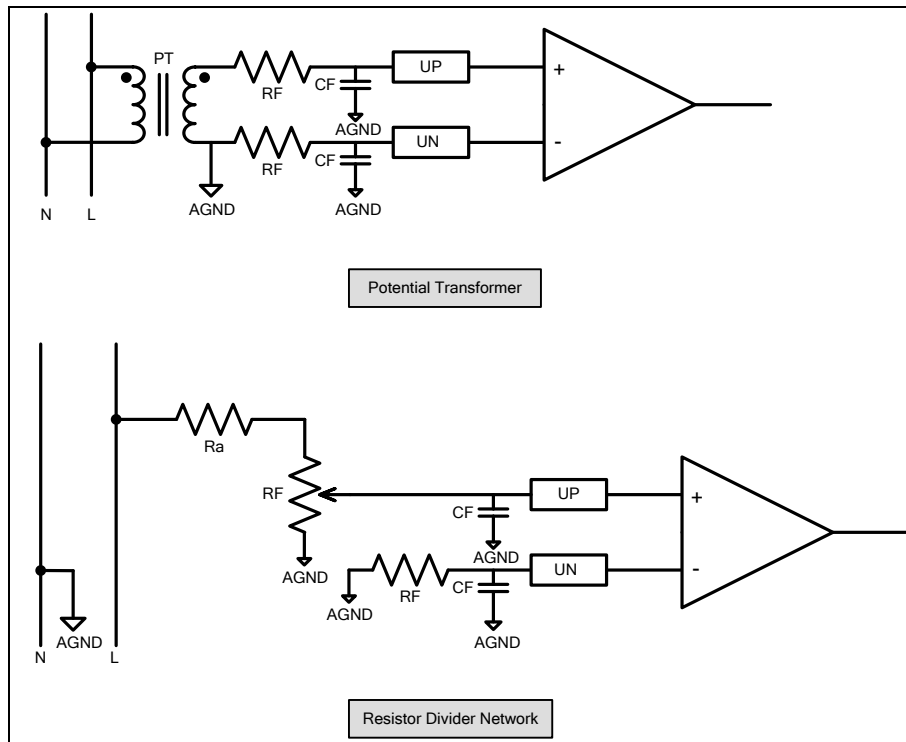 PT
RF
CF
UP
+
AGND
RF
CF
UN
-
AGND
AGND
N
L
Potential Transformer
Ra
RF
CF
UP
+
AGND
AGND
RF
CF
UN
-
AGND
AGND
AGND
N
L
Resistor Divider Network